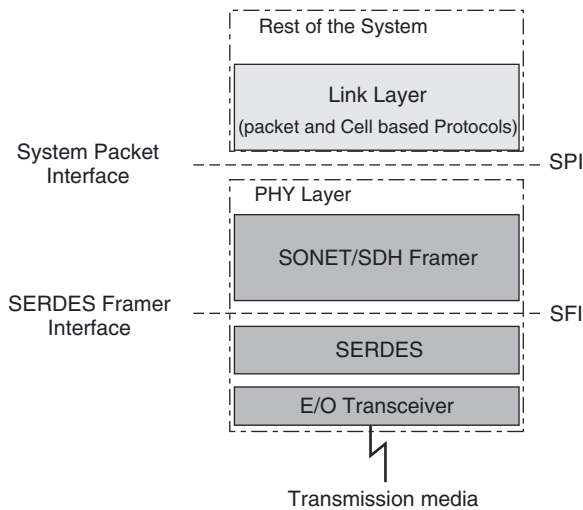 Rest of the System
Link Layer
(packet and Cell based Protocols)
System Packet
Interface
SPI
PHY Layer
SONET/SDH Framer
SERDES Framer
Interface
SFI
SERDES
E/O Transceiver
Transmission media